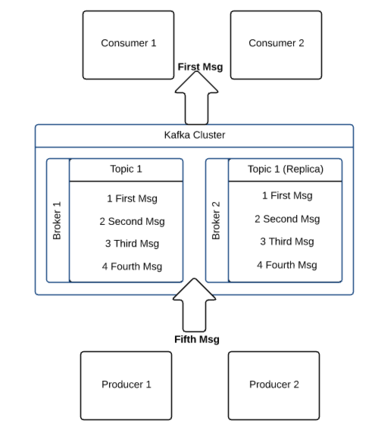 Consumer 1
Consumer 2
First Msg
Kafka Cluster
Broker 1
Topic 1
1 First Msg
2 Second Msg
3 Third Msg
4 Fourth Msg
Broker 2
Topic 1 (Replica)
1 First Msg
2 Second Msg
3 Third Msg
4 Fourth Msg
Fifth Msg
Producer 1
Producer 2